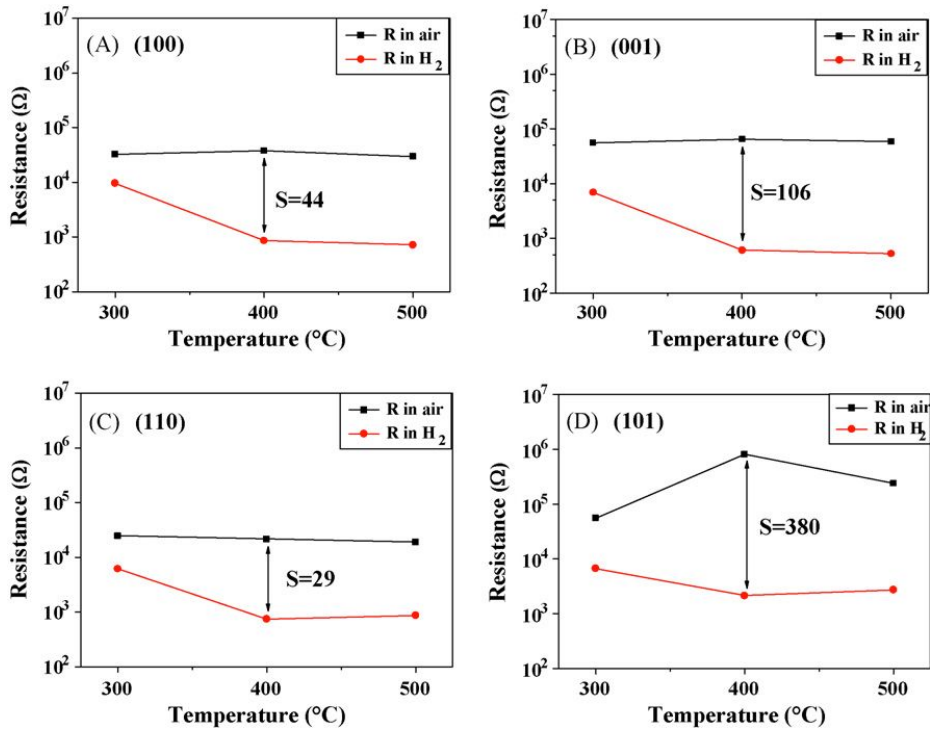 (A) (100)
R in air
R in H₂
10⁷
10⁶
10⁵
10⁴
10³
10²
Resistance (Ω)
S=44
300 400 500
Temperature (°C)
(B) (001)
R in air
R in H₂
10⁷
10⁶
10⁵
10⁴
10³
10²
Resistance (Ω)
S=106
300 400 500
Temperature (°C)
(C) (110)
R in air
R in H₂
10⁷
10⁶
10⁵
10⁴
10³
10²
Resistance (Ω)
S=29
300 400 500
Temperature (°C)
(D) (101)
R in air
R in H₂
10⁷
10⁶
10⁵
10⁴
10³
10²
Resistance (Ω)
S=380
300 400 500
Temperature (°C)